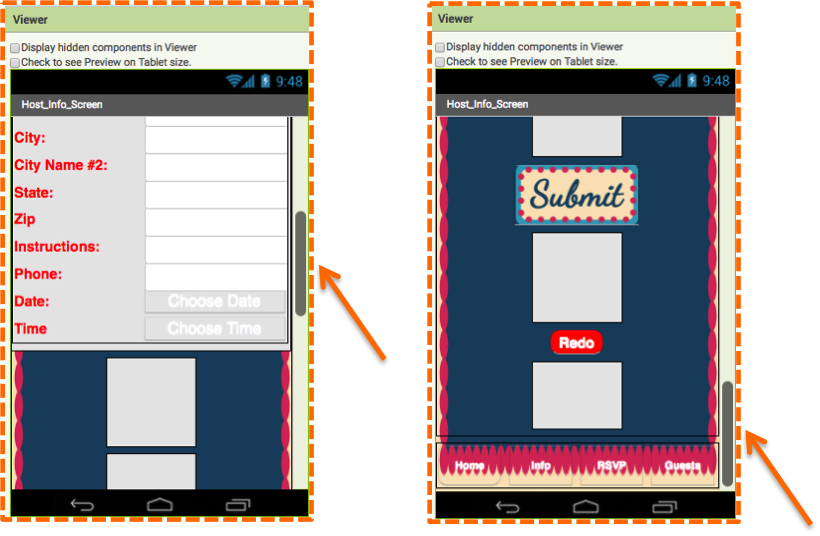 Viewer
Display hidden components in Viewer
Check to see Preview on Tablet size.
9:48
Host_Info_Screen
City:
City Name #2:
State:
Zip
Instructions:
Phone:
Date:
Choose Date
Time
Choose Time
Viewer
Display hidden components in Viewer
Check to see Preview on Tablet size.
9:48
Host_Info_Screen
Submit
Redo
Home
Info
RSVP
Guests